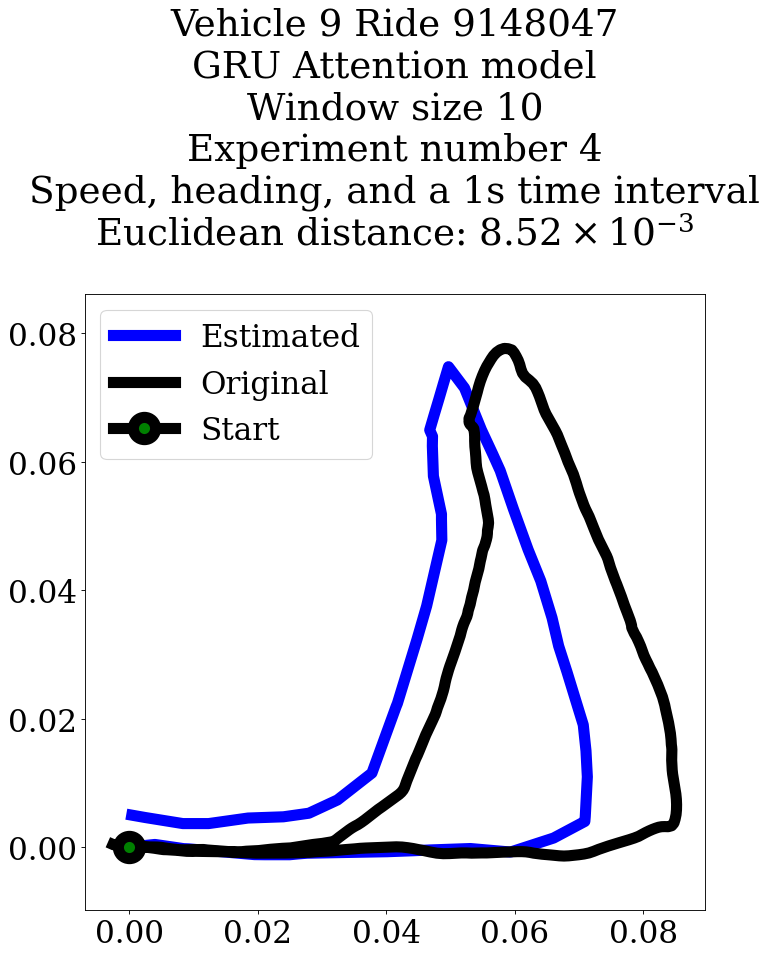 Vehicle 9 Ride 9148047
GRU Attention model
Window size 10
Experiment number 4
Speed, heading, and a 1s time interval
Euclidean distance: 8.52 × 10⁻³
Estimated
Original
Start
0.08
0.06
0.04
0.02
0.00
0.00 0.02 0.04 0.06 0.08